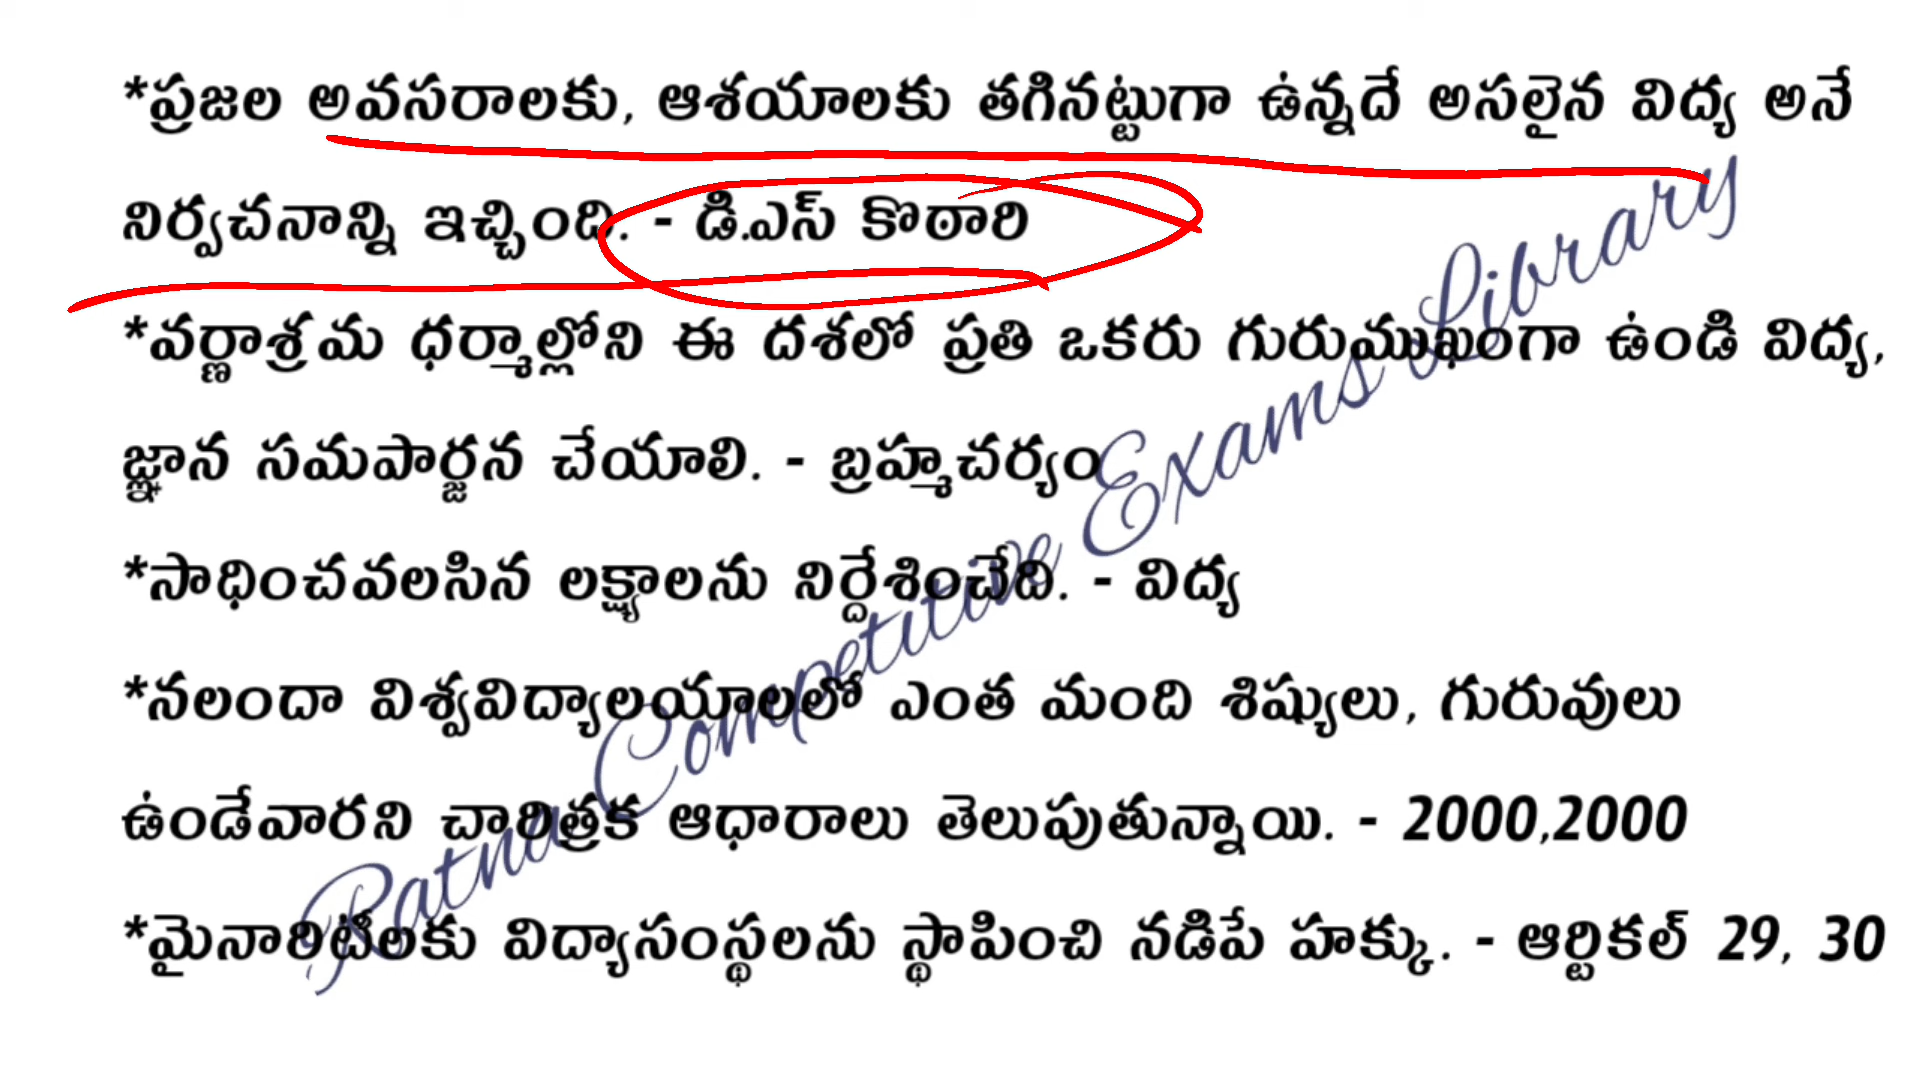 *ప్రజల అవసరాలకు, ఆశయాలకు తగినట్టుగా ఉన్నదే అసలైన విద్య అనే
నిర్వచనాన్ని ఇచ్చింది. - డి.ఎస్ కొఠారి
*వర్ణాశ్రమ ధర్మాల్లోని ఈ దశలో ప్రతి ఒకరు గురుముఖంగా ఉండి విద్య,
జ్ఞాన సమపార్జన చేయాలి. - బ్రహ్మచర్యం
*సాధించవలసిన లక్ష్యాలను నిర్దేశించేది. - విద్య
*నలందా విశ్వవిద్యాలయాలలో ఎంత మంది శిష్యులు, గురువులు
ఉండేవారని చారిత్రక ఆధారాలు తెలుపుతున్నాయి. - 2000,2000
*మైనారిటీలకు విద్యాసంస్థలను స్థాపించి నడిపే హక్కు. - ఆర్టికల్ 29, 30
Ratna Competitive Exams Library